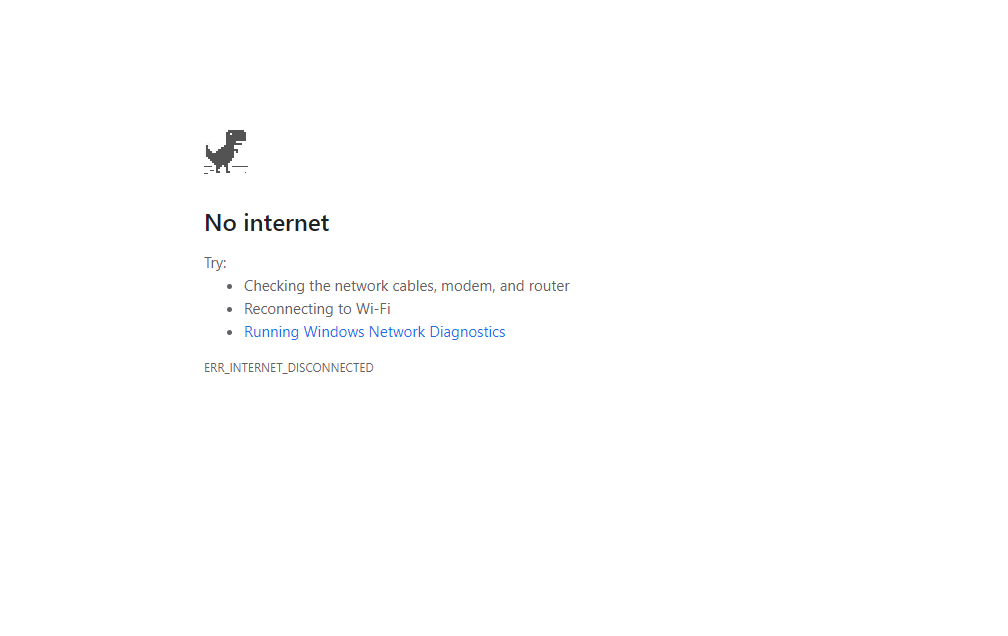 No internet
Try:
Checking the network cables, modem, and router
Reconnecting to Wi-Fi
Running Windows Network Diagnostics
ERR_INTERNET_DISCONNECTED